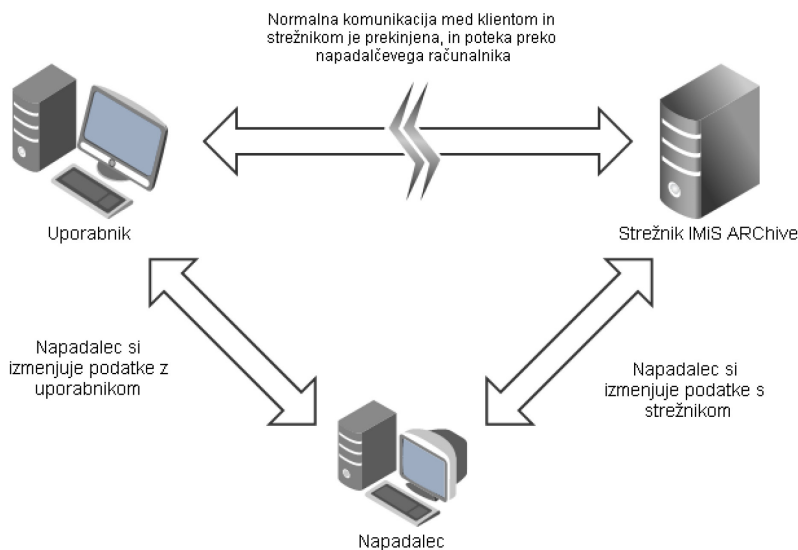 Normalna komunikacija med klientom in
strežnikom je prekinjena, in poteka preko
napadalčevega računalnika
Uporabnik
Strežnik IMiS ARChive
Napadalec si
izmenjuje podatke z
uporabnikom
Napadalec si
izmenjuje podatke s
strežnikom
Napadalec